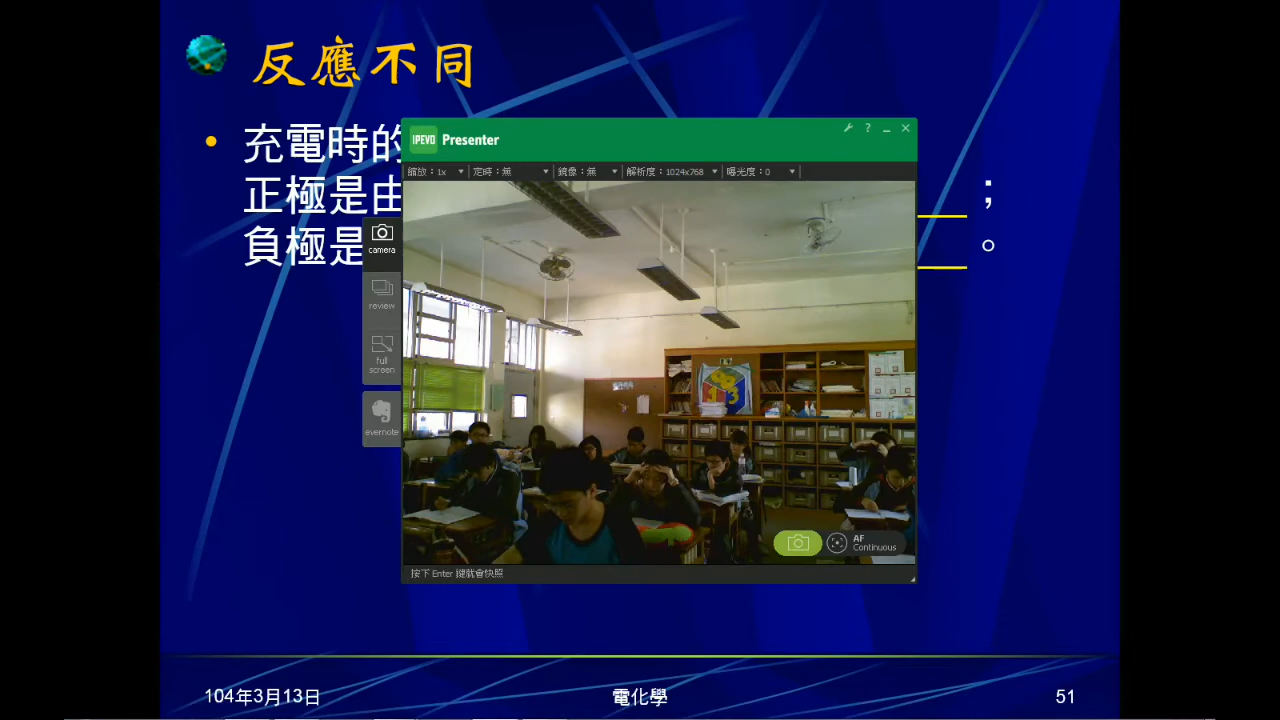 反應不同
• 充電時的
正極是由 ；
負極是 。
IPEVO Presenter
縮放：1x 定時：無 鏡像：無 解析度：1024x768 曝光度：0
camera
review
full
screen
evernote
AF
Continuous
按下 Enter 鍵就會快照
104年3月13日 電化學 51